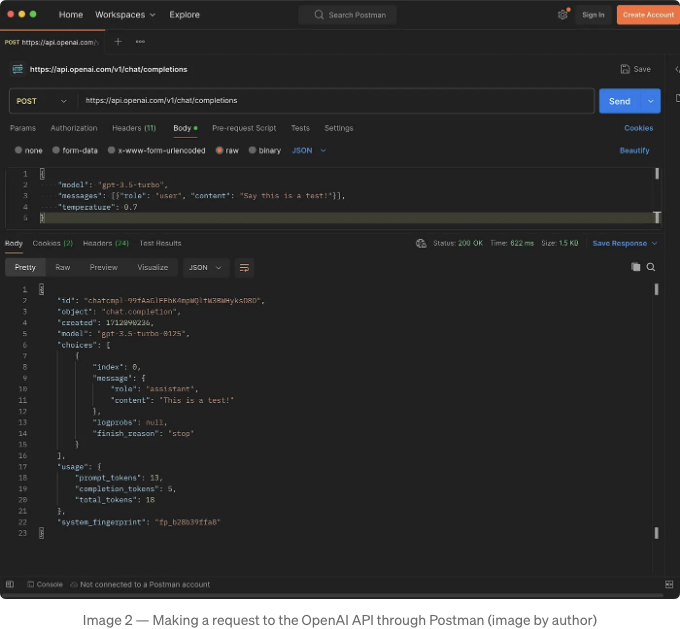 Home Workspaces Explore Search Postman Sign In Create Account
POST https://api.openai.com/v
https://api.openai.com/v1/chat/completions Save
POST https://api.openai.com/v1/chat/completions Send
Params Authorization Headers (11) Body Pre-request Script Tests Settings Cookies
none form-data x-www-form-urlencoded raw binary JSON Beautify
1 {
2 "model": "gpt-3.5-turbo",
3 "messages": [{"role": "user", "content": "Say this is a test!"}],
4 "temperature": 0.7
5 }
Body Cookies (2) Headers (24) Test Results Status: 200 OK Time: 622 ms Size: 1.5 KB Save Response
Pretty Raw Preview Visualize JSON
1 {
2 "id":
3 "object": "chat.completion",
4 "created": 1712090236,
5 "model": "gpt-3.5-turbo-0125",
6 "choices": [
7 {
8 "index": 0,
9 "message": {
10 "role": "assistant",
11 "content": "This is a test!"
12 },
13 "logprobs": null,
14 "finish_reason": "stop"
15 }
16 ],
17 "usage": {
18 "prompt_tokens": 13,
19 "completion_tokens": 5,
20 "total_tokens": 18
21 },
22 "system_fingerprint": "fp_b28b39ffa8"
23 }
Console Not connected to a Postman account
Image 2 — Making a request to the OpenAI API through Postman (image by author)